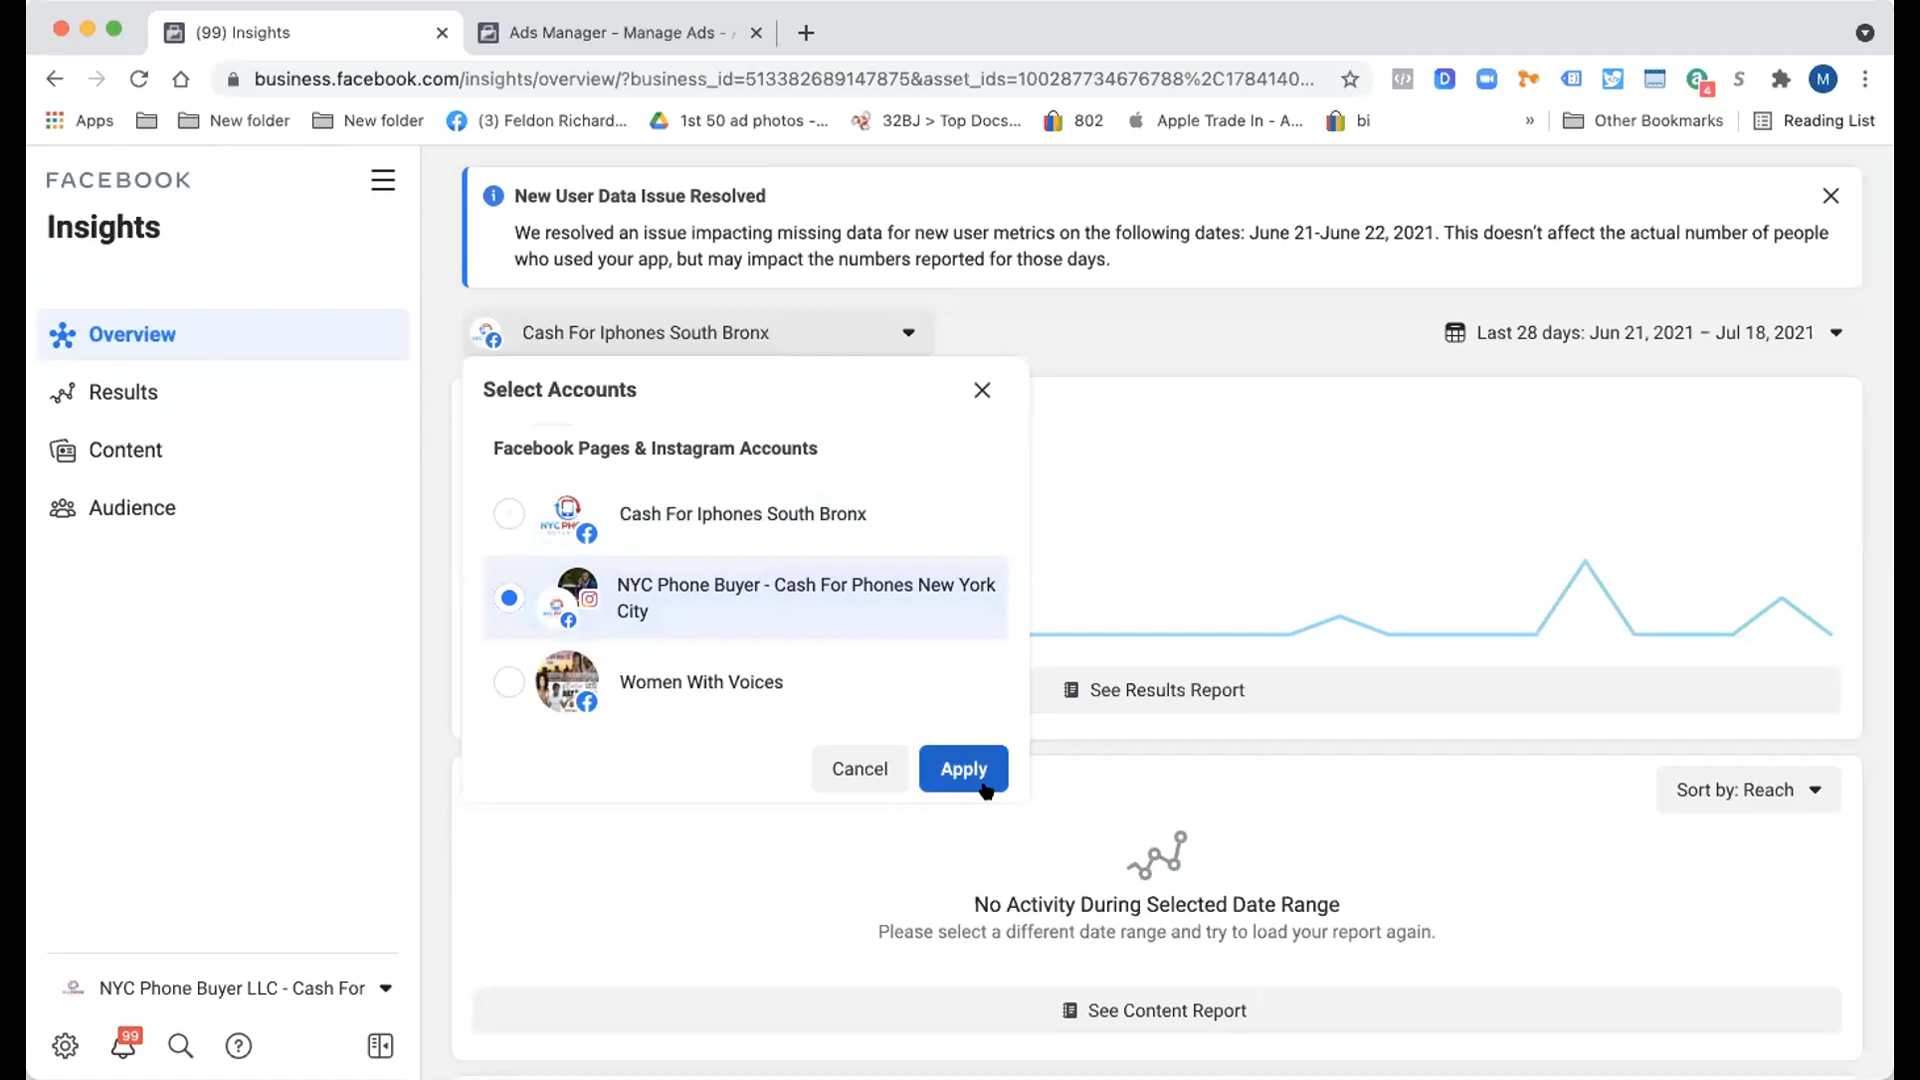 (99) Insights
Ads Manager - Manage Ads -
business.facebook.com/insights/overview/?business_id=513382689147875&asset_ids=100287734676788%2C1784140...
4
M
Apps
New folder
New folder
(3) Feldon Richard...
1st 50 ad photos -...
32BJ > Top Docs...
802
Apple Trade In - A...
bi
»
Other Bookmarks
Reading List
FACEBOOK
Insights
Overview
Results
Content
Audience
NYC Phone Buyer LLC - Cash For
99
New User Data Issue Resolved
We resolved an issue impacting missing data for new user metrics on the following dates: June 21-June 22, 2021. This doesn't affect the actual number of people
who used your app, but may impact the numbers reported for those days.
Cash For Iphones South Bronx
Last 28 days: Jun 21, 2021 – Jul 18, 2021
Select Accounts
Facebook Pages & Instagram Accounts
Cash For Iphones South Bronx
NYC Phone Buyer - Cash For Phones New York
City
Women With Voices
Cancel
Apply
See Results Report
Sort by: Reach
No Activity During Selected Date Range
Please select a different date range and try to load your report again.
See Content Report